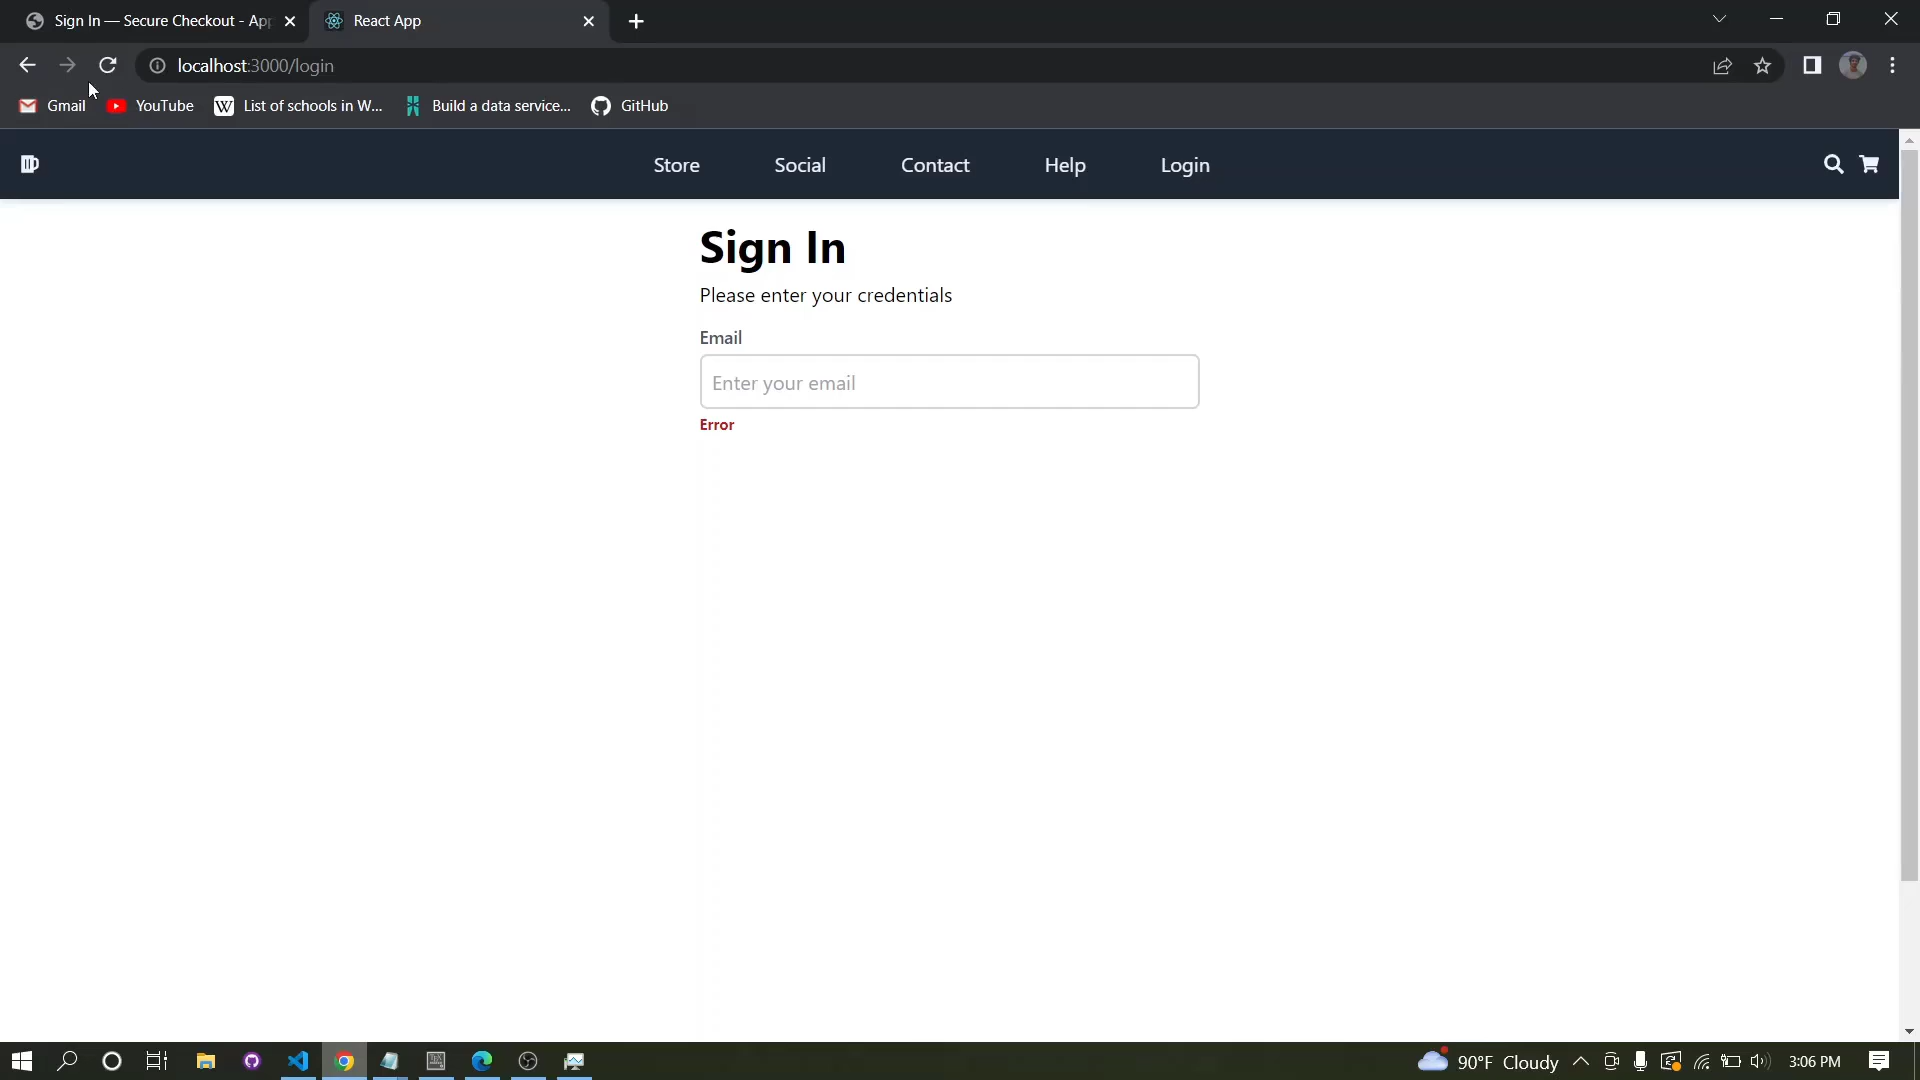 Sign In — Secure Checkout - App
React App
localhost:3000/login
Gmail
YouTube
List of schools in W...
Build a data service...
GitHub
Store
Social
Contact
Help
Login
Sign In
Please enter your credentials
Email
Enter your email
Error
90°F Cloudy
3:06 PM